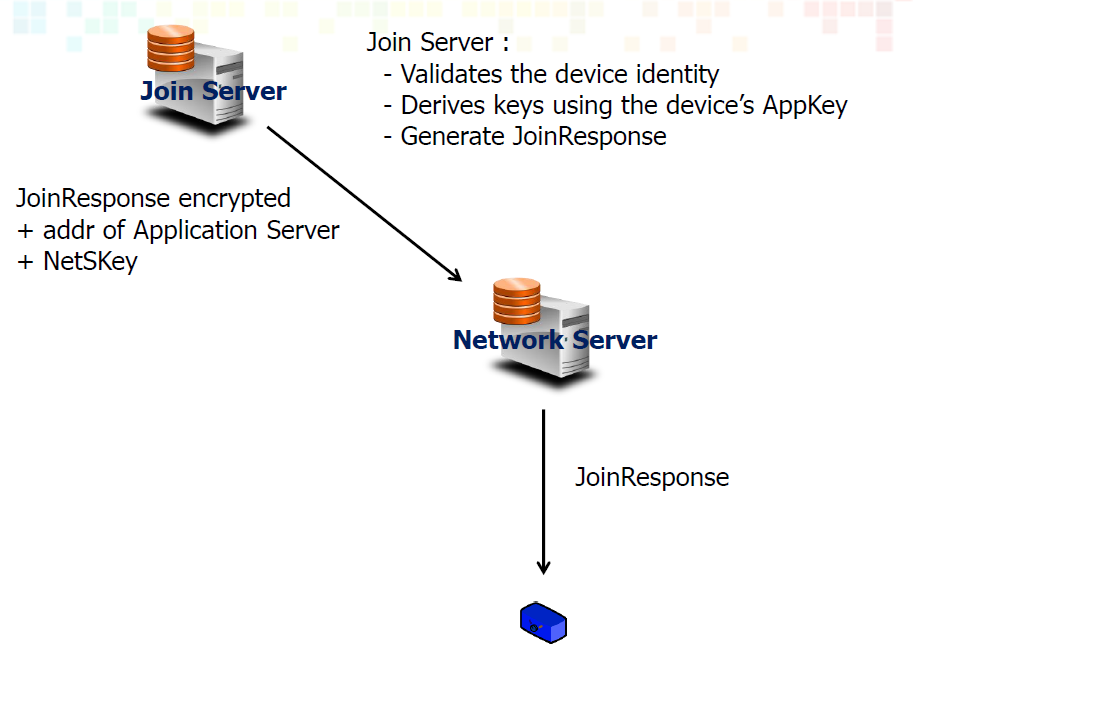 Join Server :
- Validates the device identity
- Derives keys using the device’s AppKey
- Generate JoinResponse
Join Server
JoinResponse encrypted
+ addr of Application Server
+ NetSKey
Network Server
JoinResponse